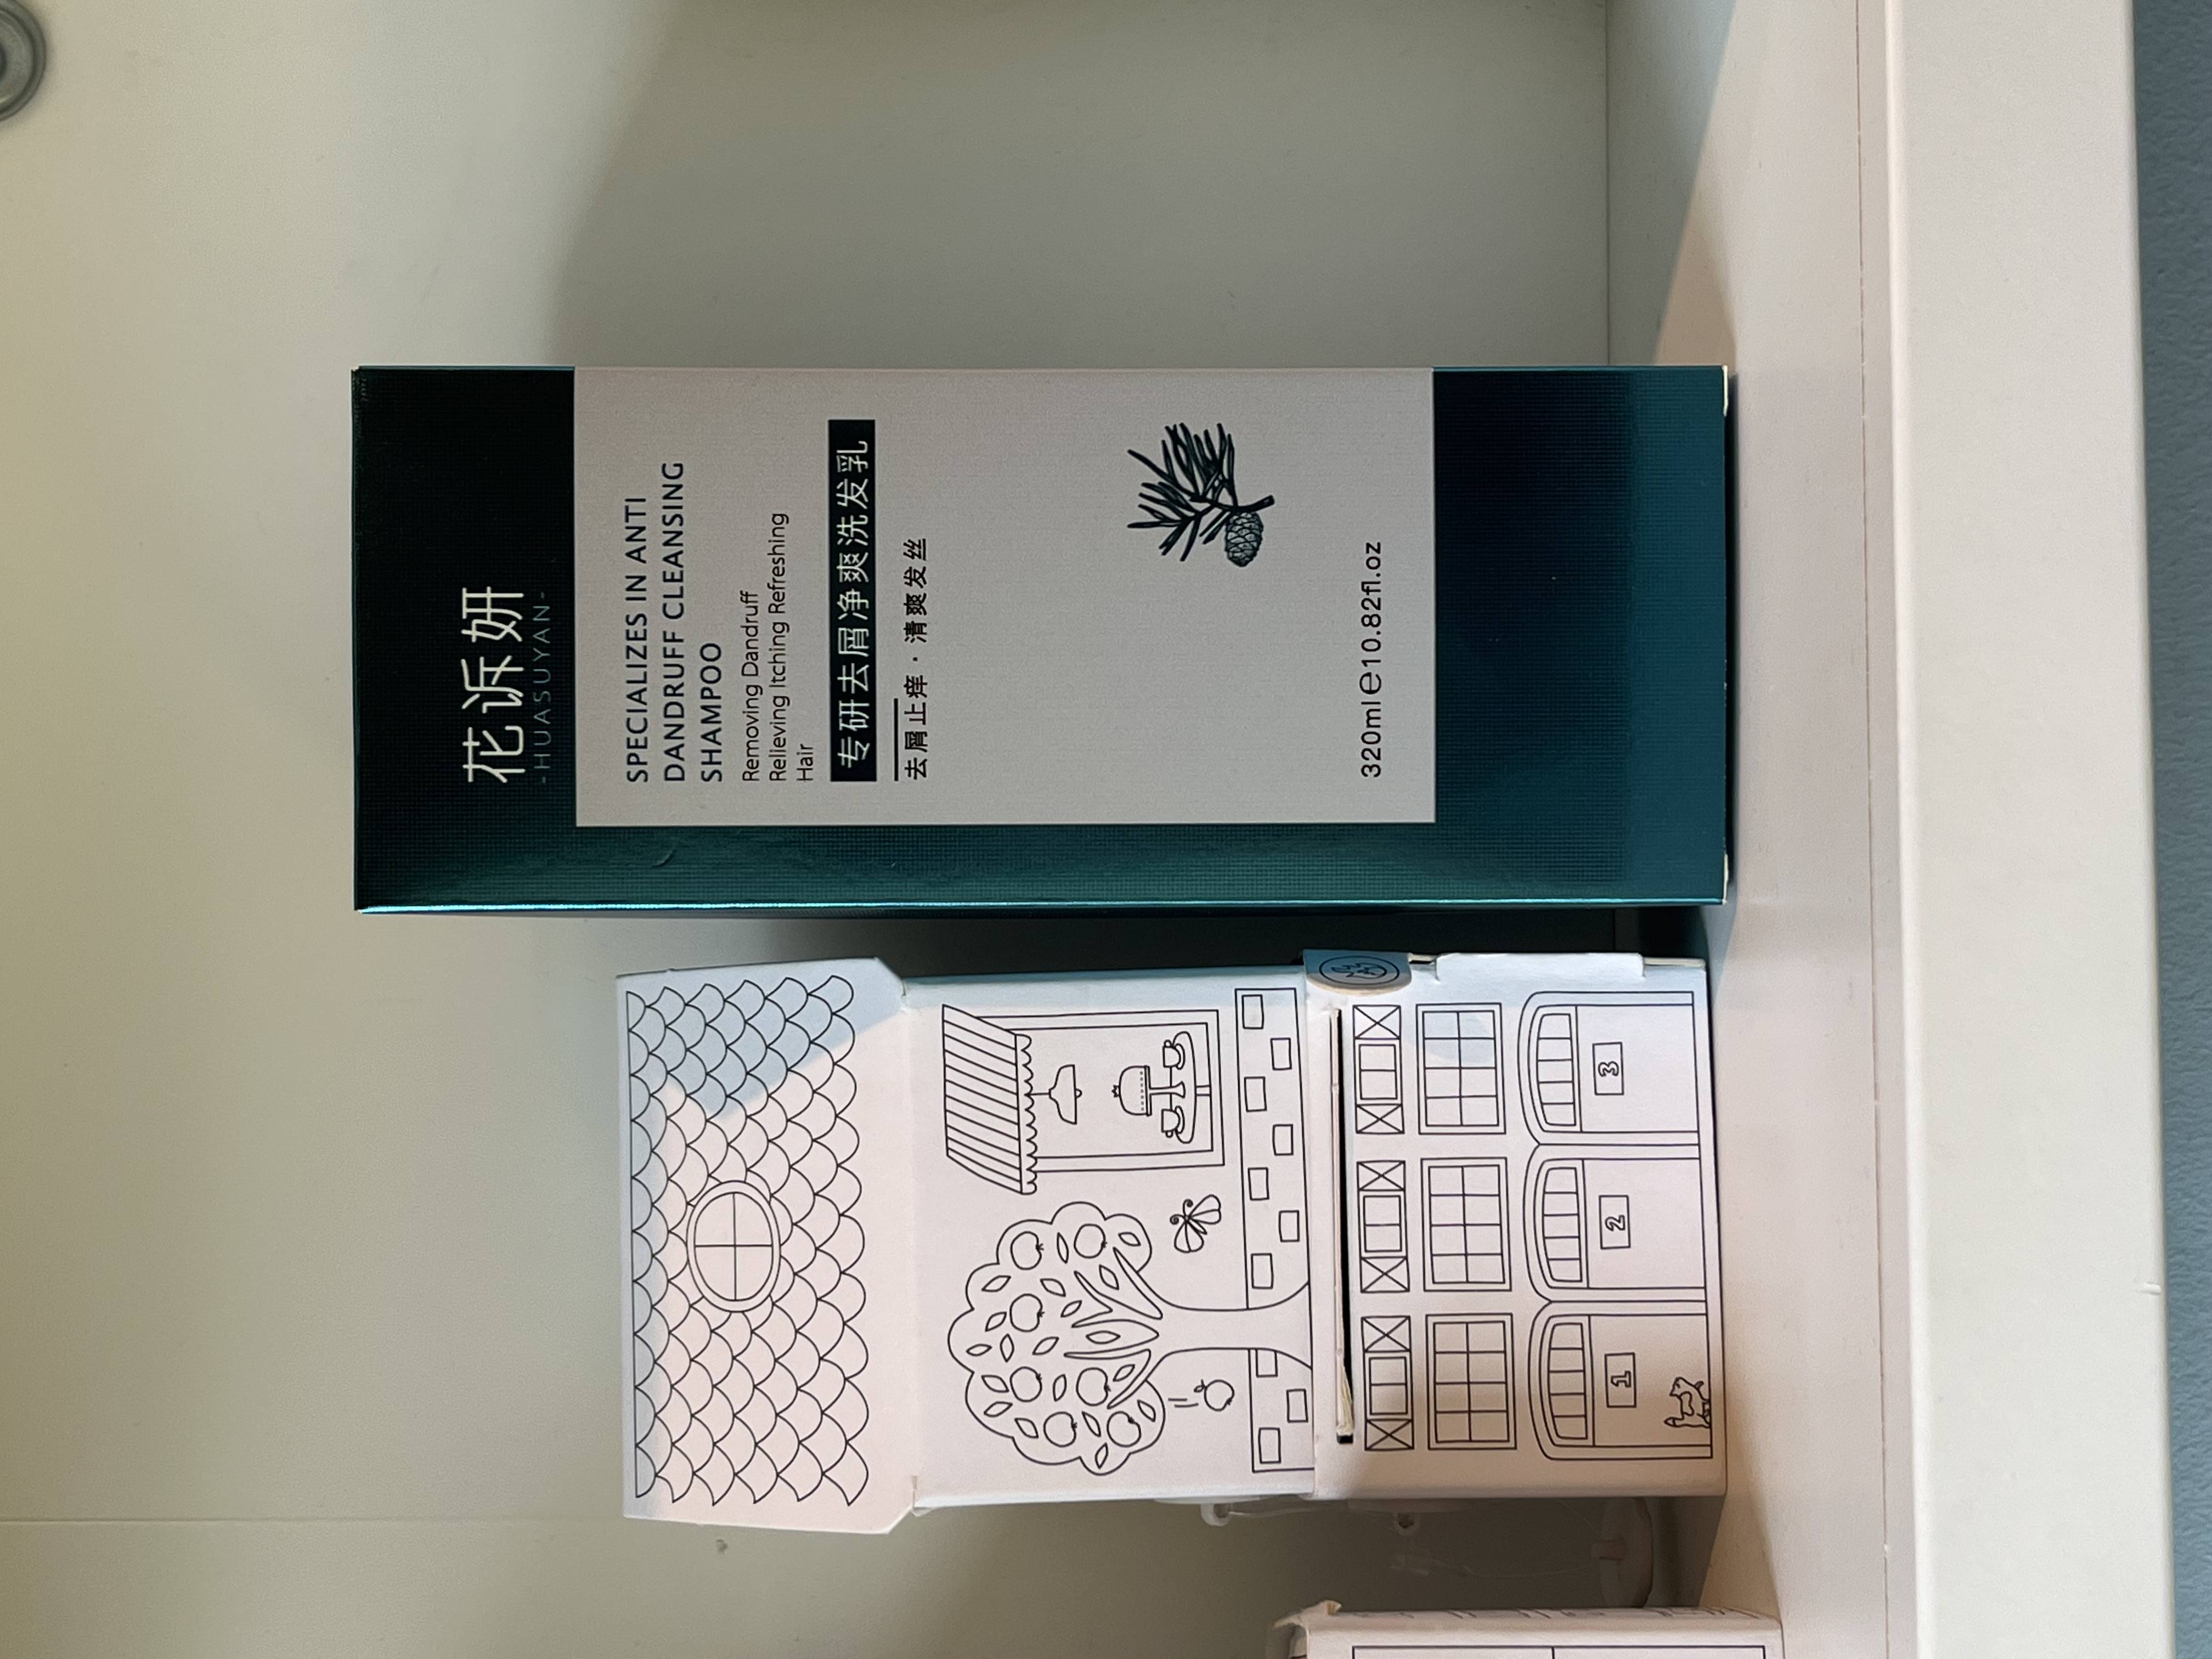 花诉妍
-HUASUYAN-
SPECIALIZES IN ANTI
DANDRUFF CLEANSING
SHAMPOO
Removing Dandruff
Relieving Itching Refreshing
Hair
专研去屑净爽洗发乳
去屑止痒·清爽发丝
320ml℮10.82fl.oz
1
2
3